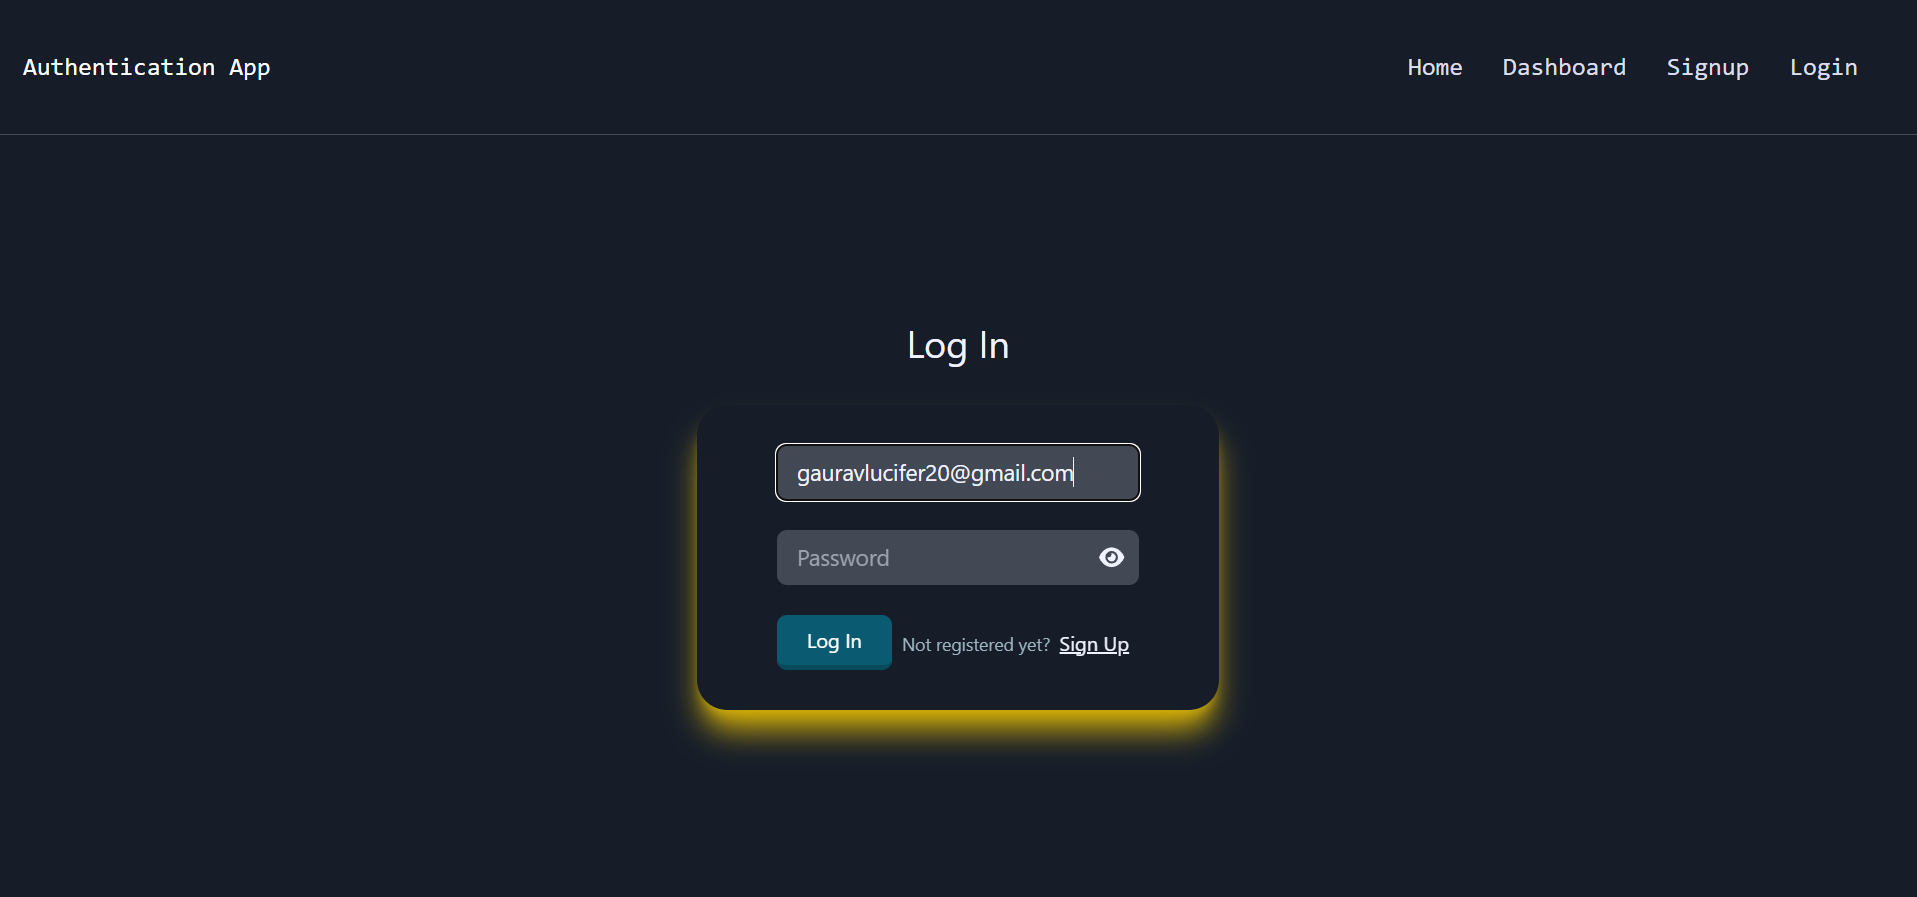 Authentication App
Home Dashboard Signup Login
Log In
gauravlucifer20@gmail.com
Password
Log In Not registered yet? Sign Up